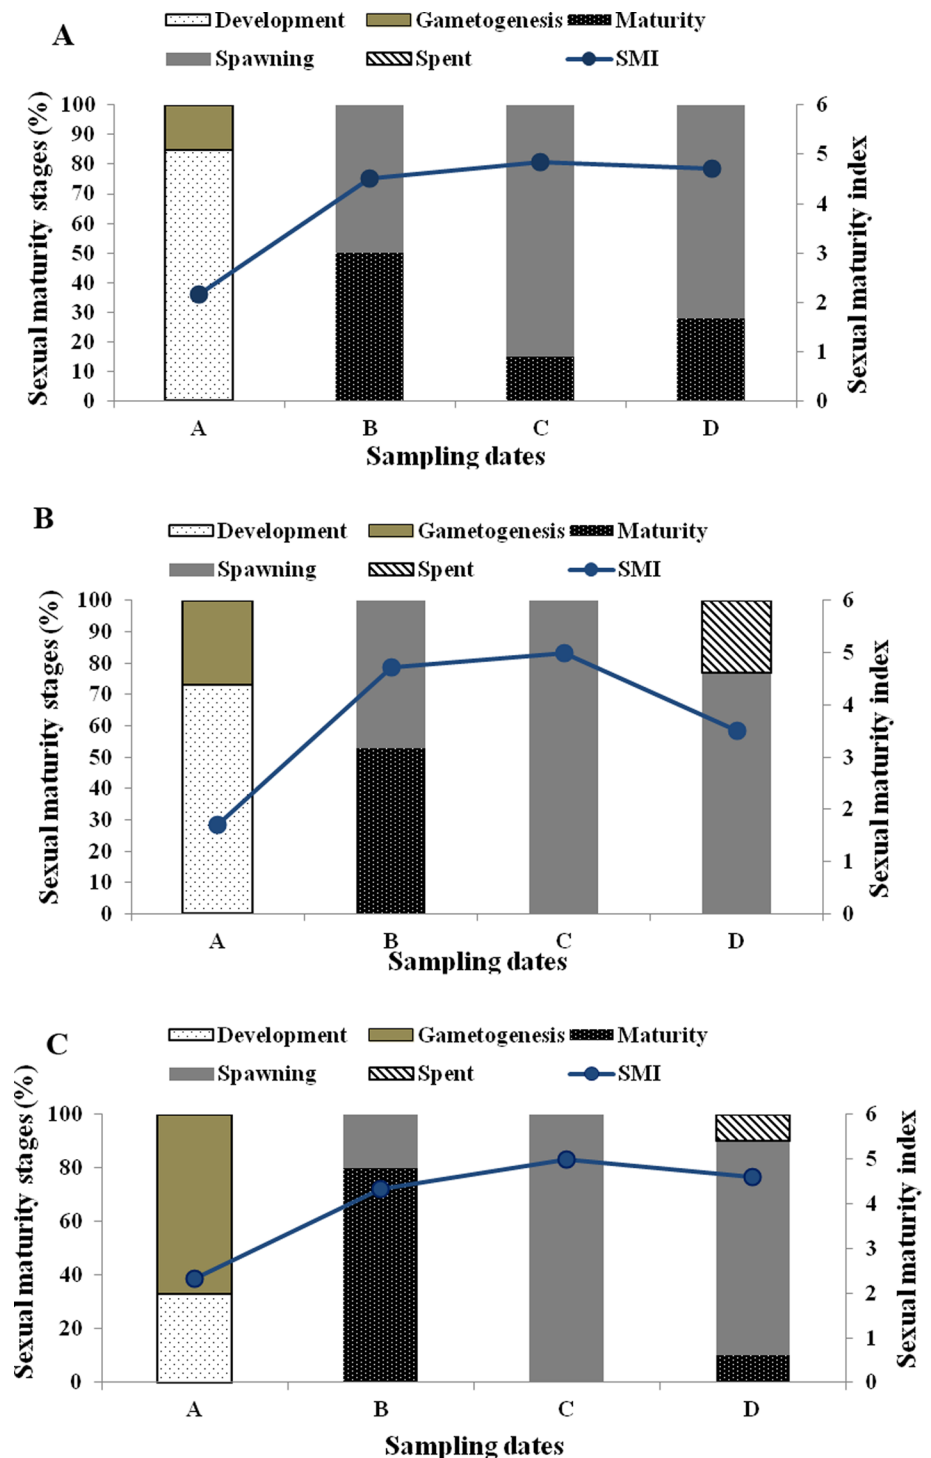 A
Development Gametogenesis Maturity
Spawning Spent SMI
Sexual maturity stages (%)
100
90
80
70
60
50
40
30
20
10
0
6
5
4
3
2
1
0
Sexual maturity index
A B C D
Sampling dates
B
Development Gametogenesis Maturity
Spawning Spent SMI
Sexual maturity stages (%)
100
90
80
70
60
50
40
30
20
10
0
6
5
4
3
2
1
0
Sexual maturity index
A B C D
Sampling dates
C
Development Gametogenesis Maturity
Spawning Spent SMI
Sexual maturity stages (%)
100
80
60
40
20
0
6
5
4
3
2
1
0
Sexual maturity index
A B C D
Sampling dates